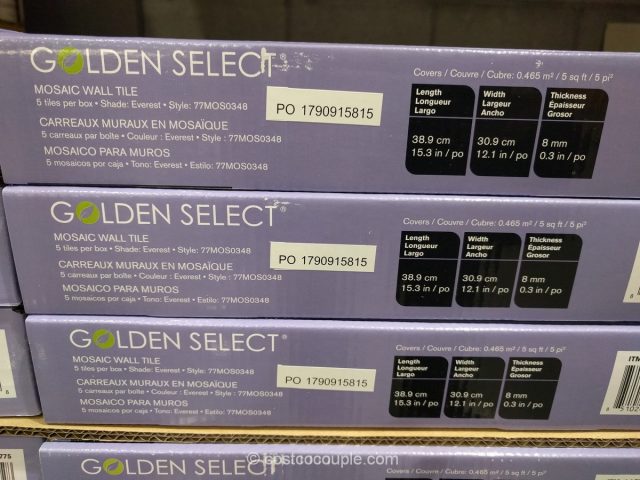 GOLDEN SELECT®
MOSAIC WALL TILE
5 tiles per box • Shade: Everest • Style: 77MOS0348
CARREAUX MURAUX EN MOSAÏQUE
5 carreaux par boîte • Couleur : Everest • Style : 77MOS0348
MOSAICO PARA MUROS
5 mosaicos por caja • Tono: Everest • Estilo: 77MOS0348
PO 1790915815
Covers / Couvre / Cubre: 0.465 m² / 5 sq ft / 5 pi²
Length
Longueur
Largo
38.9 cm
15.3 in / po
Width
Largeur
Ancho
30.9 cm
12.1 in / po
Thickness
Épaisseur
Grosor
8 mm
0.3 in / po
GOLDEN SELECT®
MOSAIC WALL TILE
5 tiles per box • Shade: Everest • Style: 77MOS0348
CARREAUX MURAUX EN MOSAÏQUE
5 carreaux par boîte • Couleur : Everest • Style : 77MOS0348
MOSAICO PARA MUROS
5 mosaicos por caja • Tono: Everest • Estilo: 77MOS0348
PO 1790915815
Covers / Couvre / Cubre: 0.465 m² / 5 sq ft / 5 pi²
Length
Longueur
Largo
38.9 cm
15.3 in / po
Width
Largeur
Ancho
30.9 cm
12.1 in / po
Thickness
Épaisseur
Grosor
8 mm
0.3 in / po
GOLDEN SELECT®
MOSAIC WALL TILE
5 tiles per box • Shade: Everest • Style: 77MOS0348
CARREAUX MURAUX EN MOSAÏQUE
5 carreaux par boîte • Couleur : Everest • Style : 77MOS0348
MOSAICO PARA MUROS
5 mosaicos por caja • Tono: Everest • Estilo: 77MOS0348
PO 1790915815
Covers / Couvre / Cubre: 0.465 m² / 5 sq ft / 5 pi²
Length
Longueur
Largo
38.9 cm
15.3 in / po
Width
Largeur
Ancho
30.9 cm
12.1 in / po
Thickness
Épaisseur
Grosor
8 mm
0.3 in / po
ITM
775
GOLDEN SELECT®
Covers / Couvre / Cubre: 0.465 m² / 5 sq ft / 5 pi²
Length
Width
Thickness
costcocouple.com